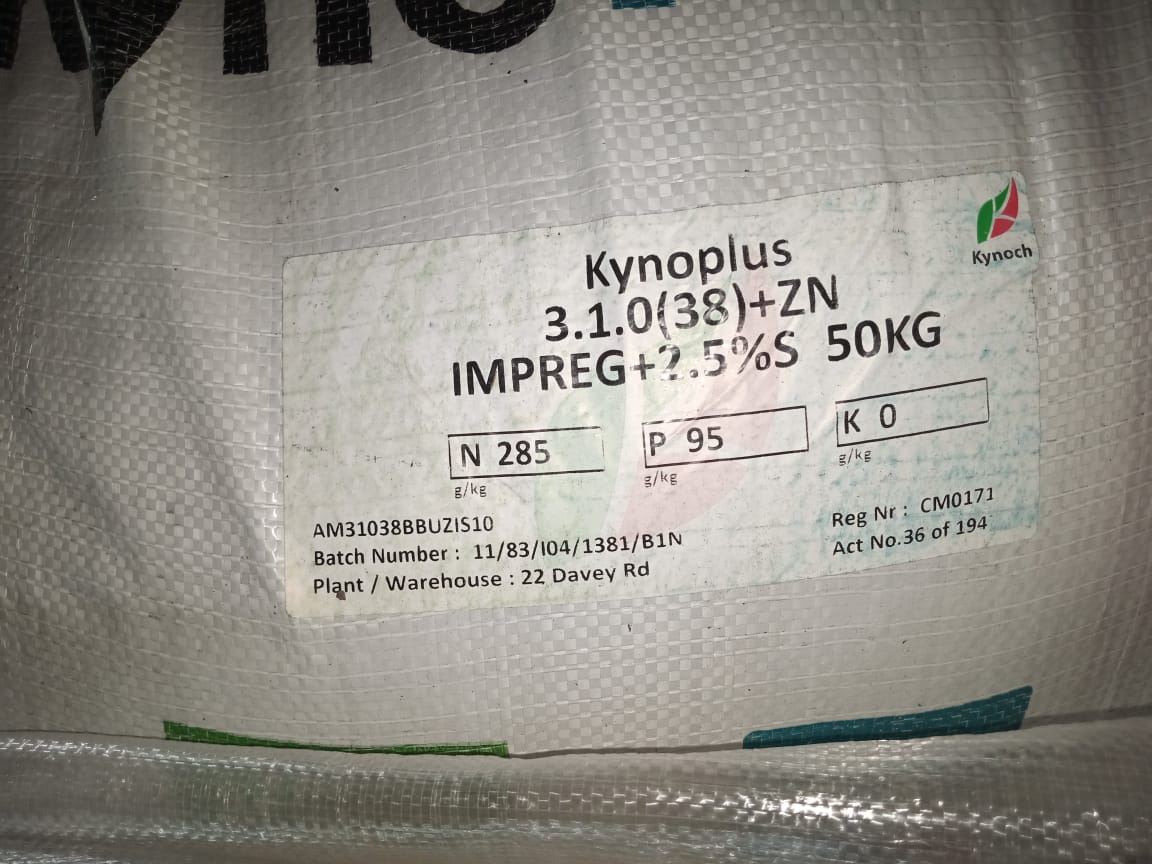 Kynoch
Kynoplus
3.1.0(38)+ZN
IMPREG+2.5%S 50KG
N 285
g/kg
P 95
g/kg
K 0
g/kg
AM31038BBUZIS10
Batch Number : 11/83/I04/1381/B1N
Plant / Warehouse : 22 Davey Rd
Reg Nr : CM0171
Act No.36 of 194